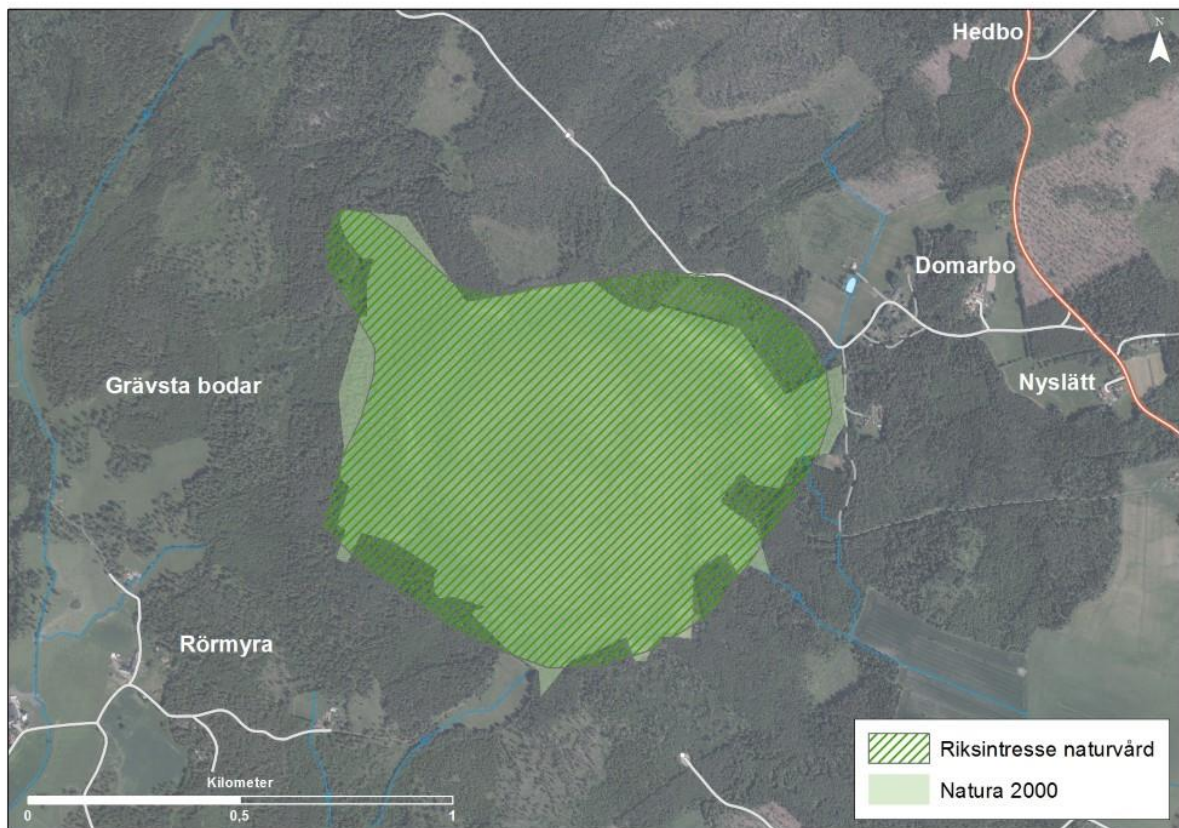 Hedbo
N
Domarbo
Nyslätt
Grävsta bodar
Rörmyra
Kilometer
0
0,5
1
Riksintresse naturvård
Natura 2000